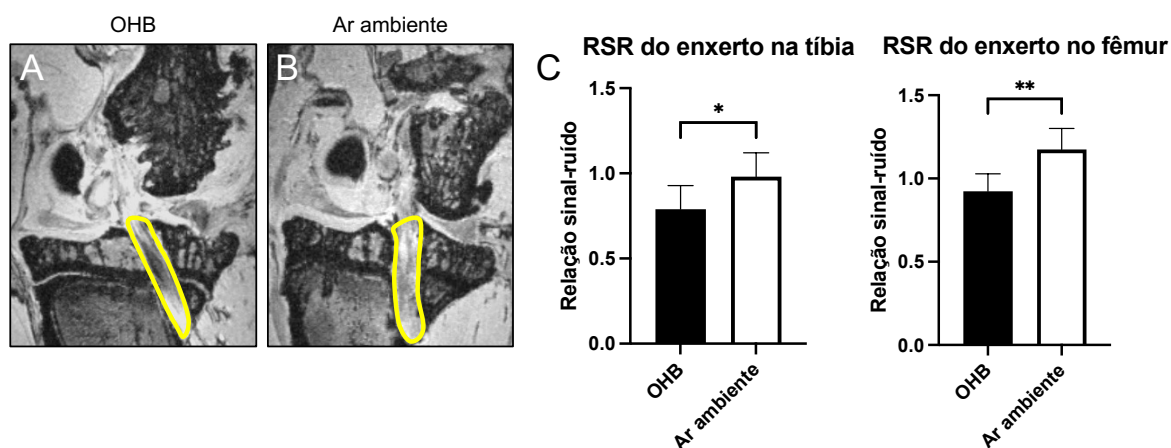 OHB
Ar ambiente
A
B
C
RSR do enxerto na tíbia
Relação sinal-ruído
1.5
1.0
0.5
0.0
*
OHB
Ar ambiente
RSR do enxerto no fêmur
Relação sinal-ruído
1.5
1.0
0.5
0.0
**
OHB
Ar ambiente